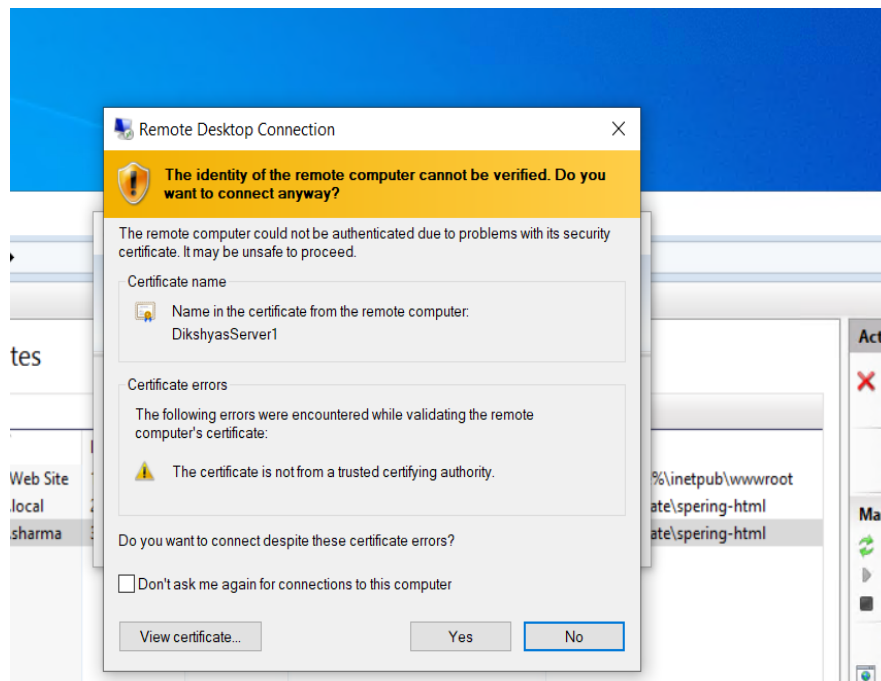 Remote Desktop Connection
The identity of the remote computer cannot be verified. Do you
want to connect anyway?
The remote computer could not be authenticated due to problems with its security
certificate. It may be unsafe to proceed.
Certificate name
Name in the certificate from the remote computer:
DikshyasServer1
Certificate errors
The following errors were encountered while validating the remote
computer's certificate:
The certificate is not from a trusted certifying authority.
Do you want to connect despite these certificate errors?
Don't ask me again for connections to this computer
View certificate...
Yes
No
tes
Web Site
.local
.sharma
%\inetpub\wwwroot
ate\spering-html
ate\spering-html
Act
Ma